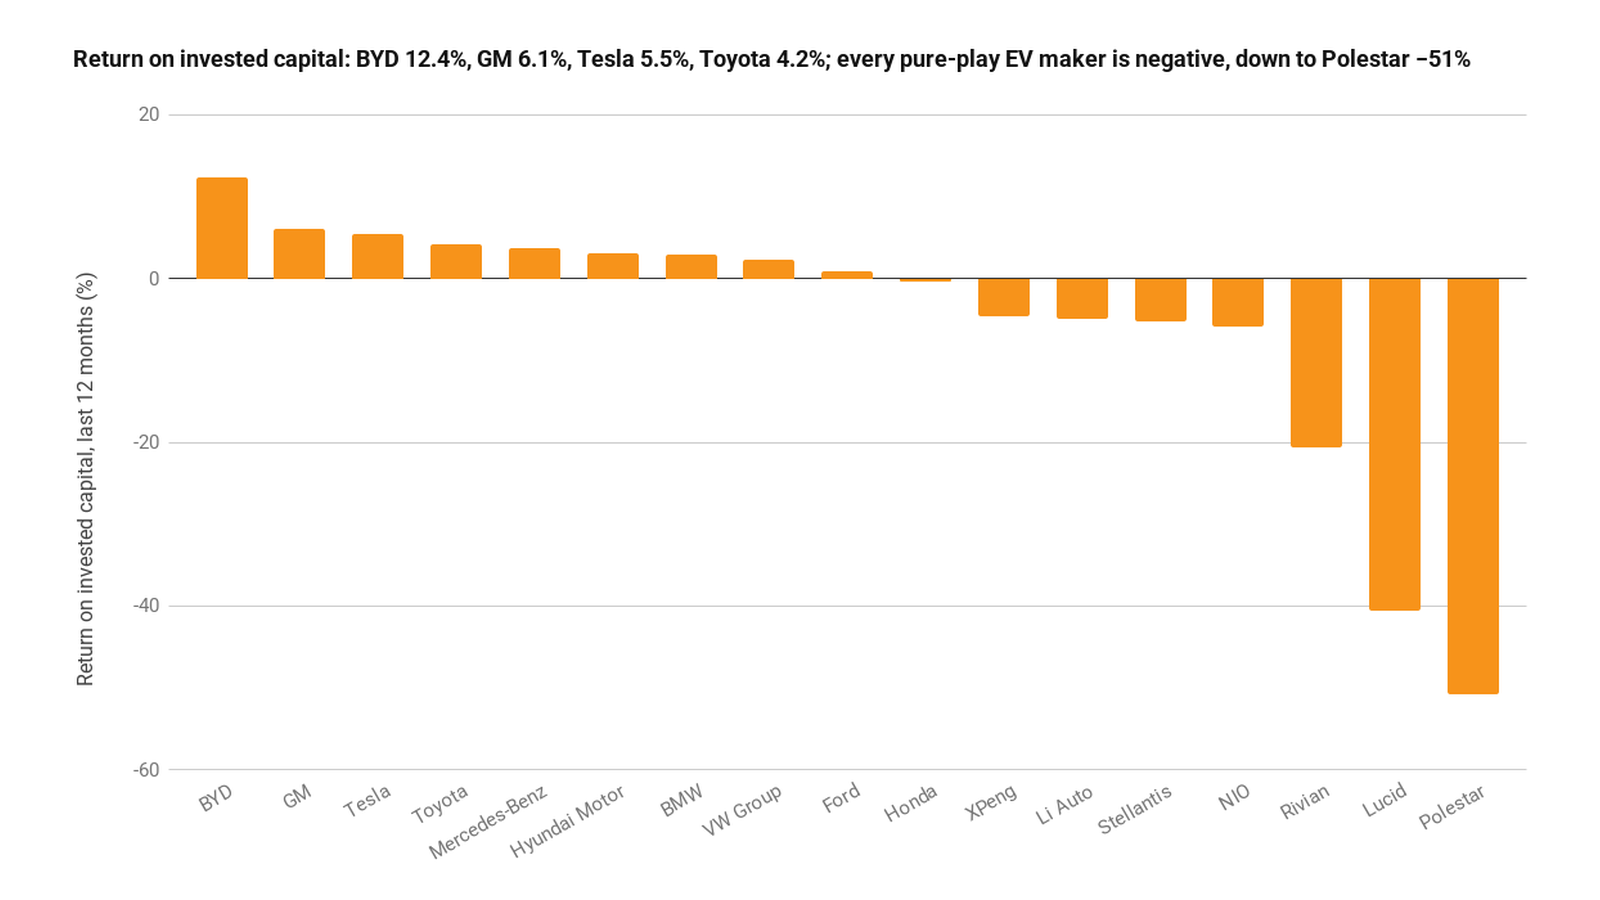 Return on invested capital: BYD 12.4%, GM 6.1%, Tesla 5.5%, Toyota 4.2%; every pure-play EV maker is negative, down to Polestar −51%
Return on invested capital, last 12 months (%)
20
0
-20
-40
-60
BYD
GM
Tesla
Toyota
Mercedes-Benz
Hyundai Motor
BMW
VW Group
Ford
Honda
XPeng
Li Auto
Stellantis
NIO
Rivian
Lucid
Polestar